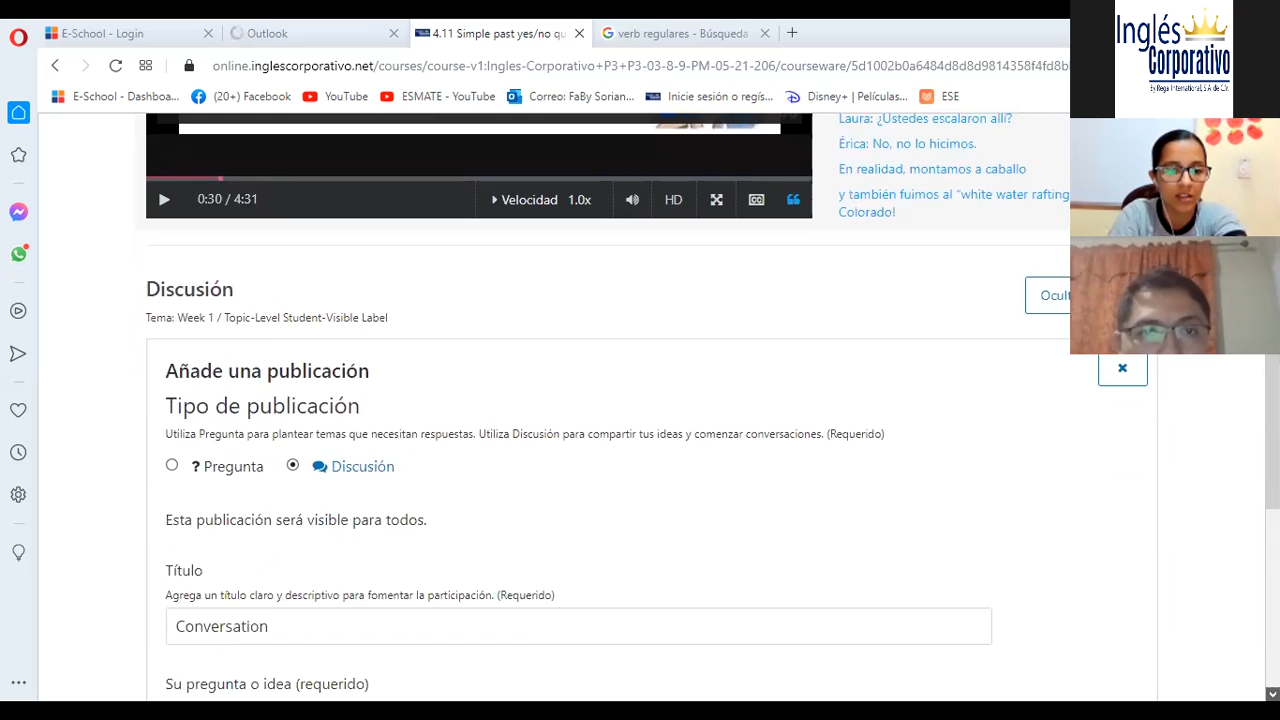 E-School - Login
Outlook
4.11 Simple past yes/no qu
verb regulares - Búsqueda
online.inglescorporativo.net/courses/course-v1:Ingles-Corporativo+P3+P3-03-8-9-PM-05-21-206/courseware/5d1002b0a6484d8d8d9814358f4fd8b
E-School - Dashboa...
(20+) Facebook
YouTube
ESMATE - YouTube
Correo: FaBy Sorian...
Inicie sesión o regís...
Disney+ | Películas...
ESE
Inglés
Corporativo
By Rega International, S.A. de C.V.
Laura: ¿Ustedes escalaron allí?
Érica: No, no lo hicimos.
En realidad, montamos a caballo
y también fuimos al "white water rafting
Colorado!
0:30 / 4:31
Velocidad 1.0x
HD
CC
Discusión
Ocult
Tema: Week 1 / Topic-Level Student-Visible Label
Añade una publicación
Tipo de publicación
Utiliza Pregunta para plantear temas que necesitan respuestas. Utiliza Discusión para compartir tus ideas y comenzar conversaciones. (Requerido)
? Pregunta
Discusión
Esta publicación será visible para todos.
Título
Agrega un título claro y descriptivo para fomentar la participación. (Requerido)
Conversation
Su pregunta o idea (requerido)